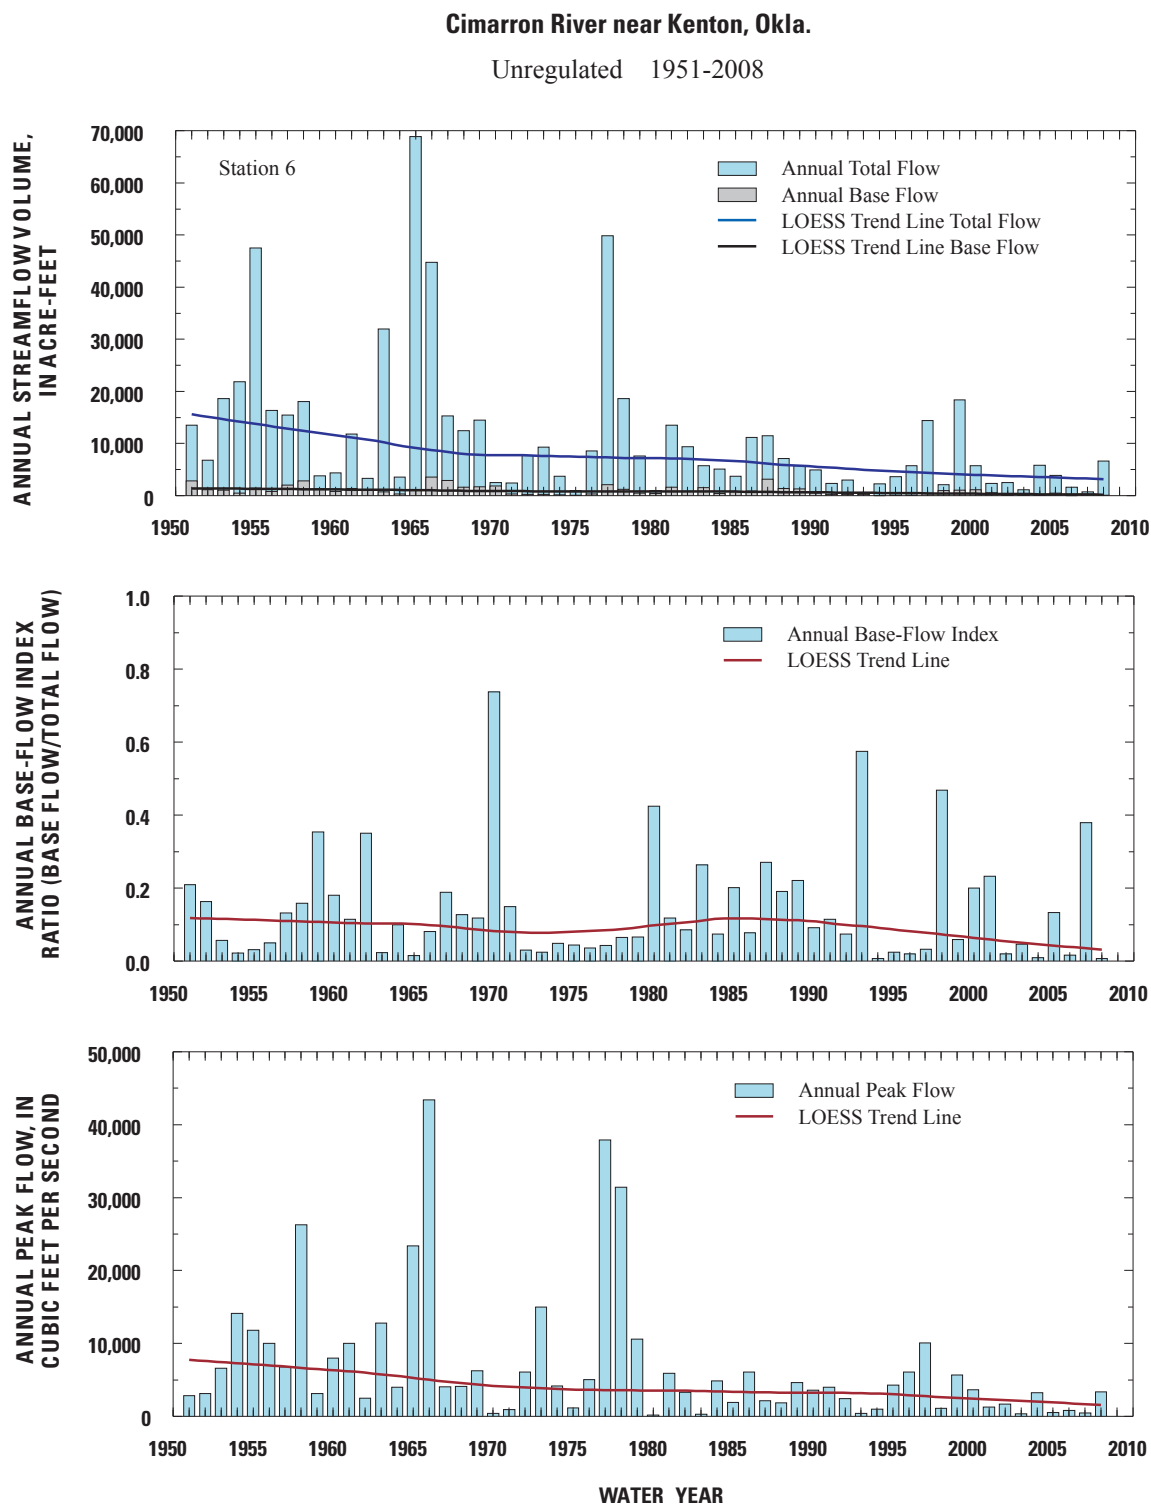 Cimarron River near Kenton, Okla.
Unregulated 1951-2008
ANNUAL STREAMFLOW VOLUME,
IN ACRE-FEET
70,000
60,000
50,000
40,000
30,000
20,000
10,000
0
Station 6
Annual Total Flow
Annual Base Flow
LOESS Trend Line Total Flow
LOESS Trend Line Base Flow
1950 1955 1960 1965 1970 1975 1980 1985 1990 1995 2000 2005 2010
ANNUAL BASE-FLOW INDEX
RATIO (BASE FLOW/TOTAL FLOW)
1.0
0.8
0.6
0.4
0.2
0.0
Annual Base-Flow Index
LOESS Trend Line
1950 1955 1960 1965 1970 1975 1980 1985 1990 1995 2000 2005 2010
ANNUAL PEAK FLOW, IN
CUBIC FEET PER SECOND
50,000
40,000
30,000
20,000
10,000
0
Annual Peak Flow
LOESS Trend Line
1950 1955 1960 1965 1970 1975 1980 1985 1990 1995 2000 2005 2010
WATER YEAR